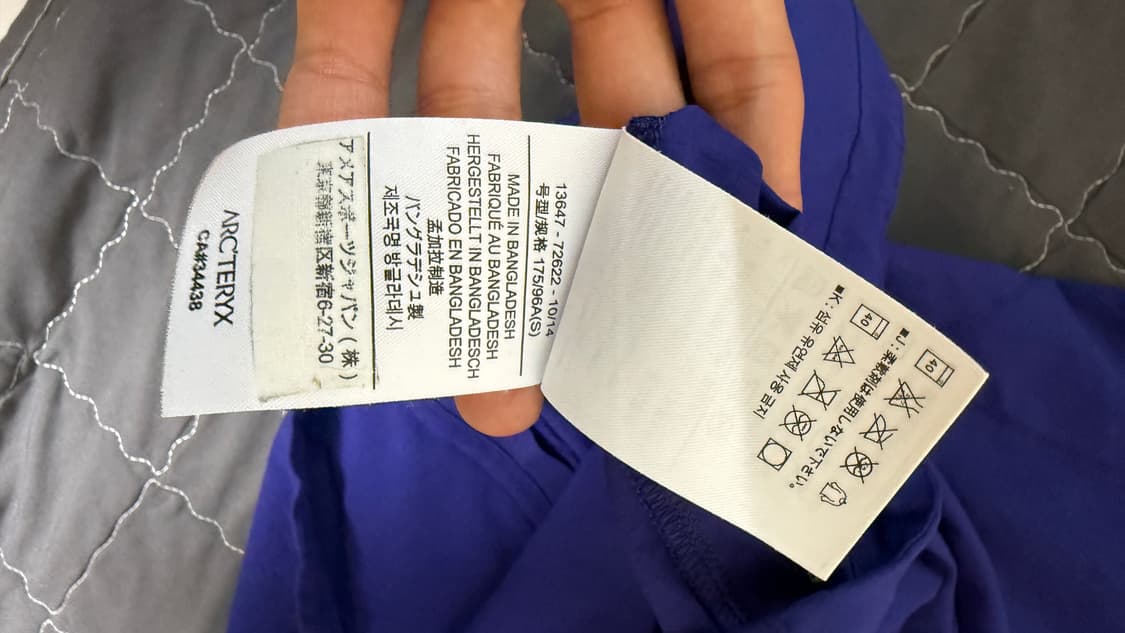 13647 - 72622 - 10/14
号型/规格 175/96A(S)
MADE IN BANGLADESH
FABRIQUÉ AU BANGLADESH
HERGESTELLT IN BANGLADESCH
FABRICADO EN BANGLADESH
孟加拉制造
バングラデシュ製
제조국명 방글라데시
アメアスポーツジャパン(株)
東京都新宿区新宿6-27-30
ARC'TERYX
CA#34438
40
■J：柔軟剤は使用しないで下さい。
40
■K：섬유 유연제 사용 금지